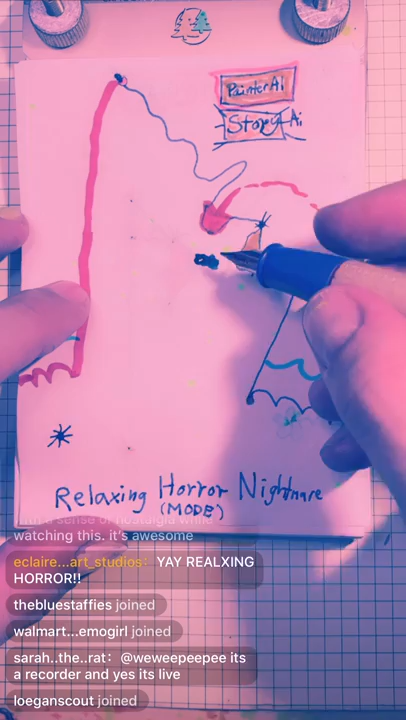 PainterAi
StoryAi
Relaxing Horror Nightmare
(MODE)
with a sense of nostalgia while
watching this. it's awesome
eclaire...art_studios: YAY REALXING
HORROR!!
thebluestaffies joined
walmart...emogirl joined
sarah..the..rat: @weweepeepee its
a recorder and yes its live
loeganscout joined